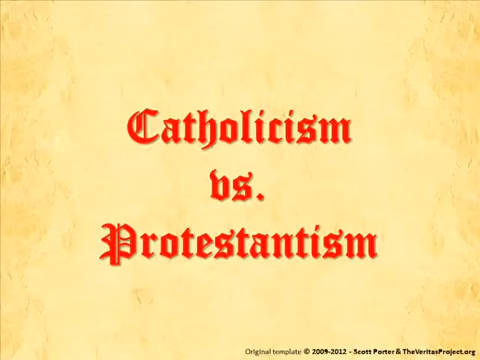 Catholicism
vs.
Protestantism
Original template © 2009-2012 - Scott Porter & TheVeritasProject.org